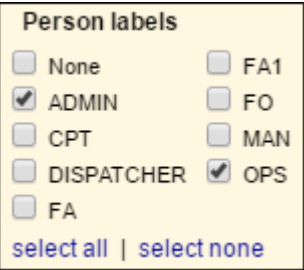 Person labels
None FA1
ADMIN FO
CPT MAN
DISPATCHER OPS
FA
select all | select none